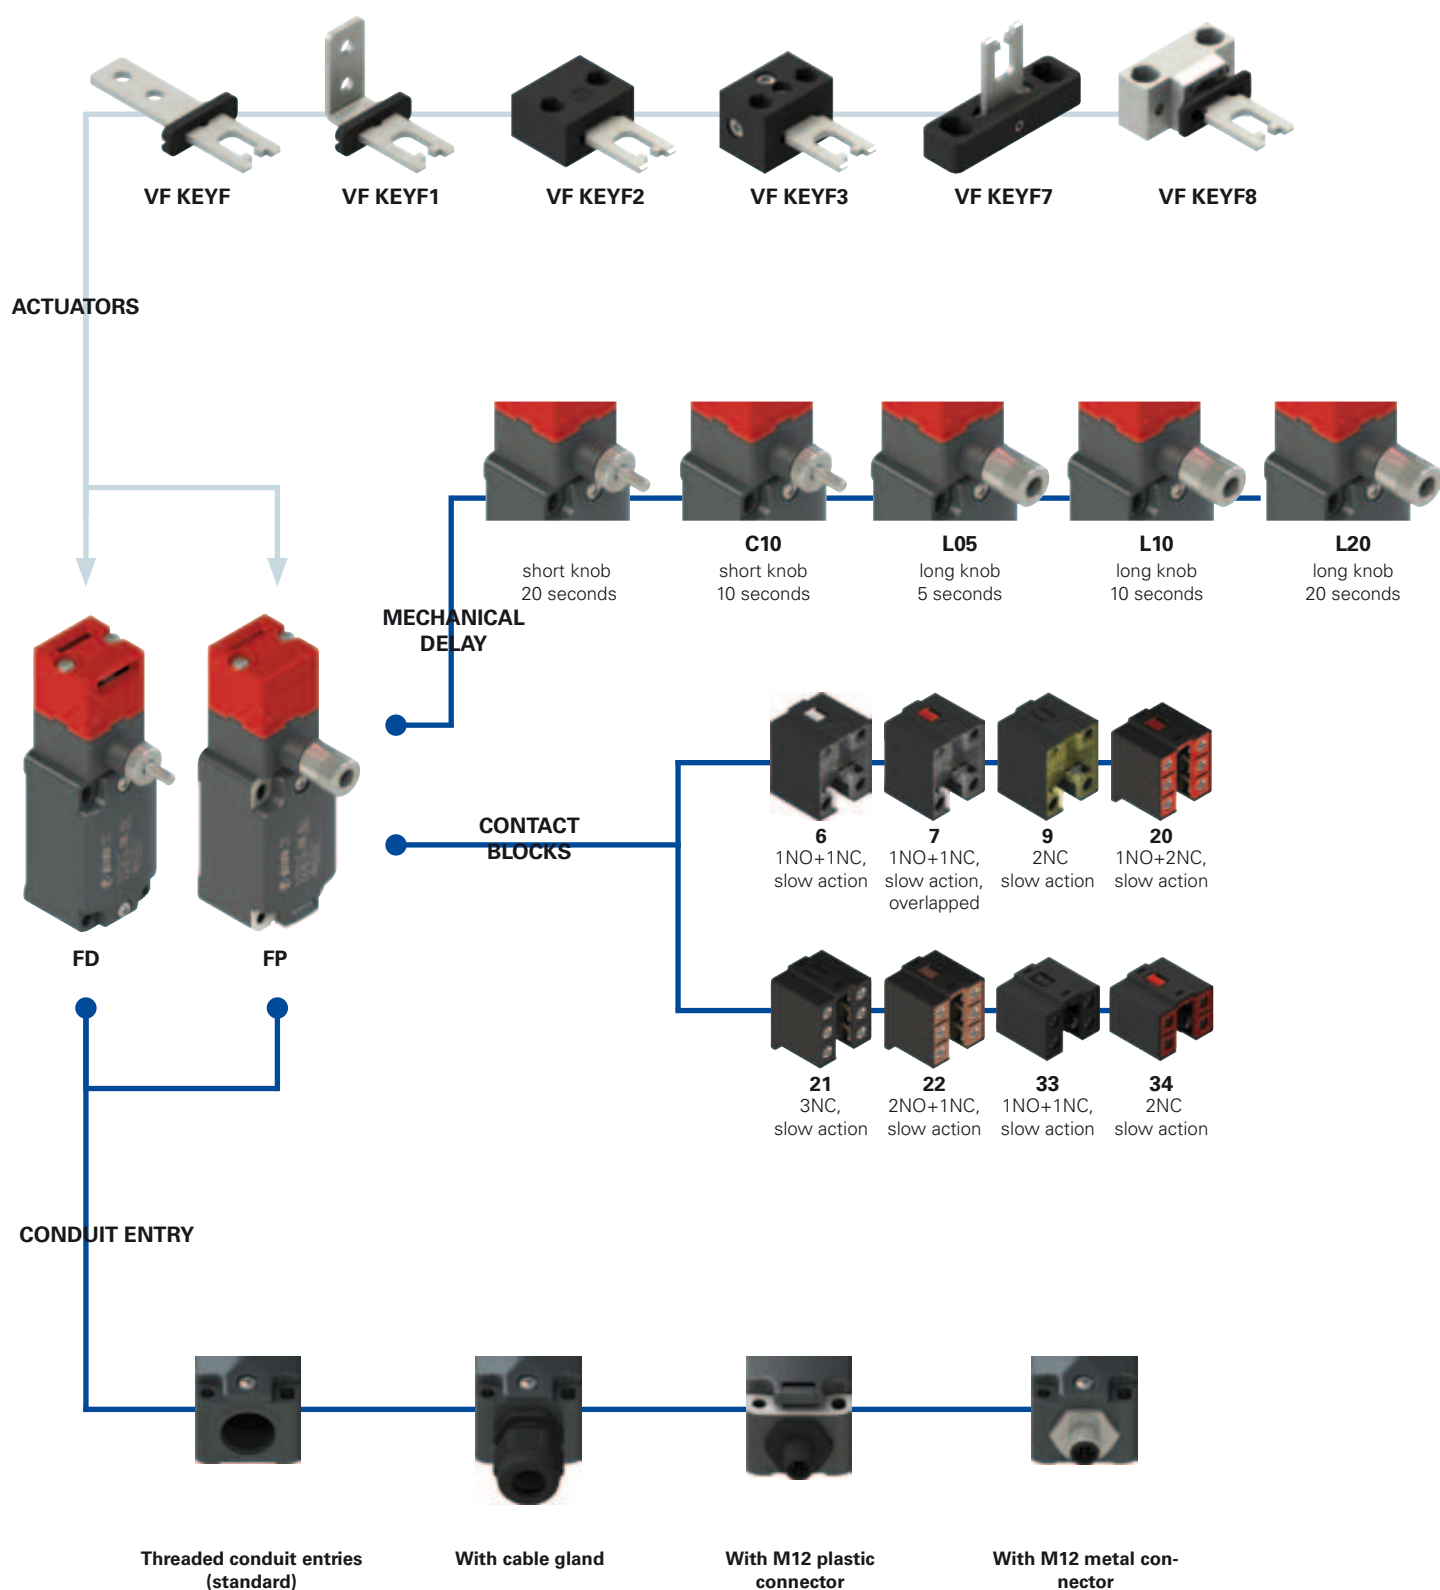 VF KEYF
VF KEYF1
VF KEYF2
VF KEYF3
VF KEYF7
VF KEYF8
ACTUATORS
short knob
20 seconds
C10
short knob
10 seconds
L05
long knob
5 seconds
L10
long knob
10 seconds
L20
long knob
20 seconds
MECHANICAL
DELAY
CONTACT
BLOCKS
6
1NO+1NC,
slow action
7
1NO+1NC,
slow action,
overlapped
9
2NC
slow action
20
1NO+2NC,
slow action
FD
FP
21
3NC,
slow action
22
2NO+1NC,
slow action
33
1NO+1NC,
slow action
34
2NC
slow action
CONDUIT ENTRY
Threaded conduit entries
(standard)
With cable gland
With M12 plastic
connector
With M12 metal con-
nector